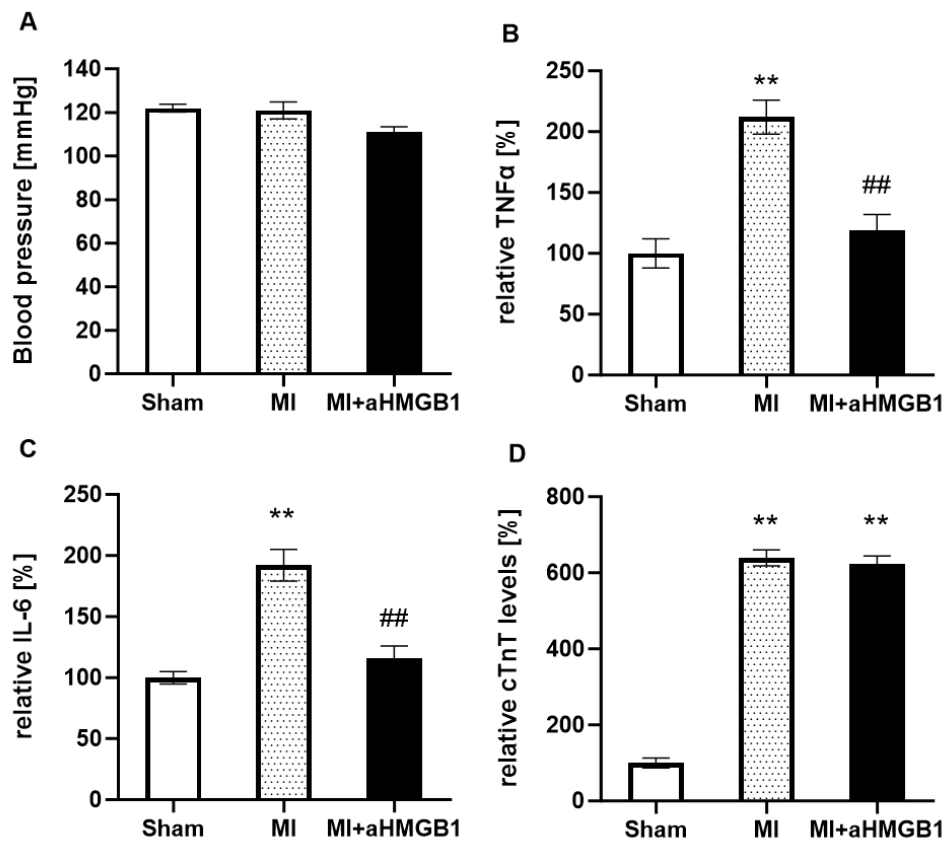 A
Blood pressure [mmHg]
140
120
100
80
60
40
20
0
Sham MI MI+aHMGB1
B
relative TNFα [%]
250
200
150
100
50
0
**
##
Sham MI MI+aHMGB1
C
relative IL-6 [%]
250
200
150
100
50
0
**
##
Sham MI MI+aHMGB1
D
relative cTnT levels [%]
800
600
400
200
0
** **
Sham MI MI+aHMGB1